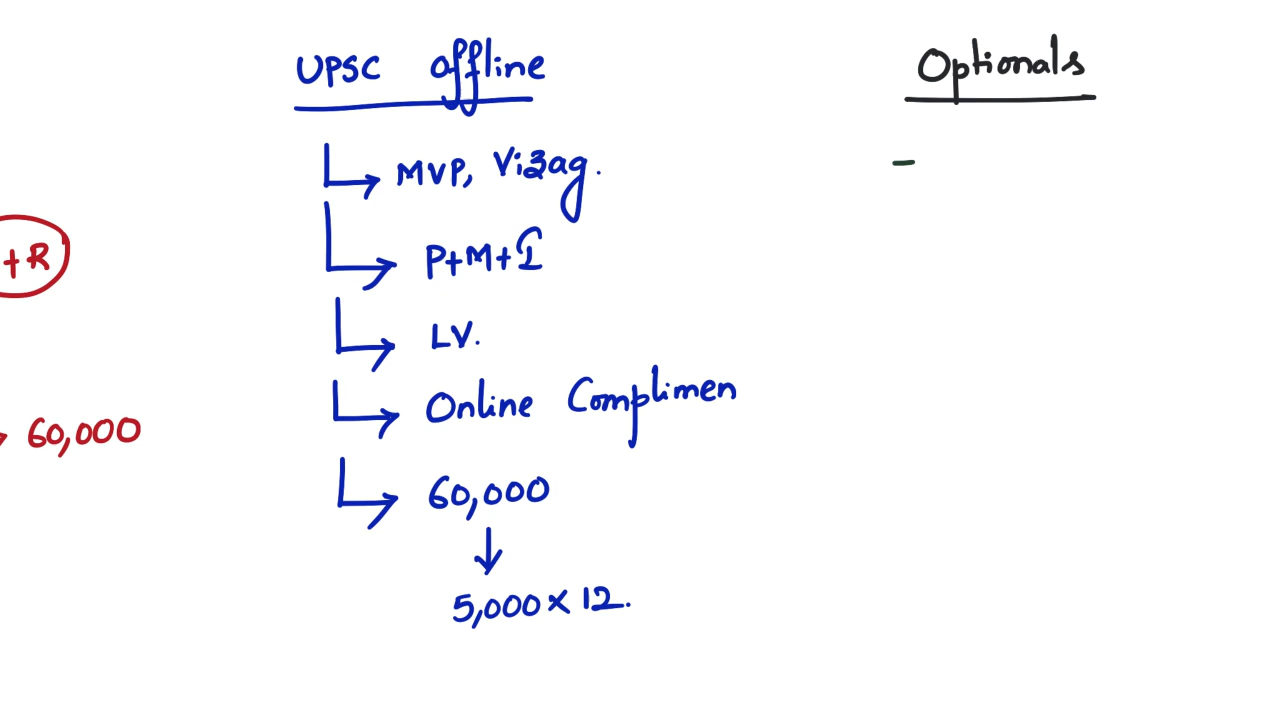 +R
60,000
UPSC offline
MVP, Vizag.
P+M+I
LV.
Online Complimen
60,000
5,000 × 12.
Optionals
-